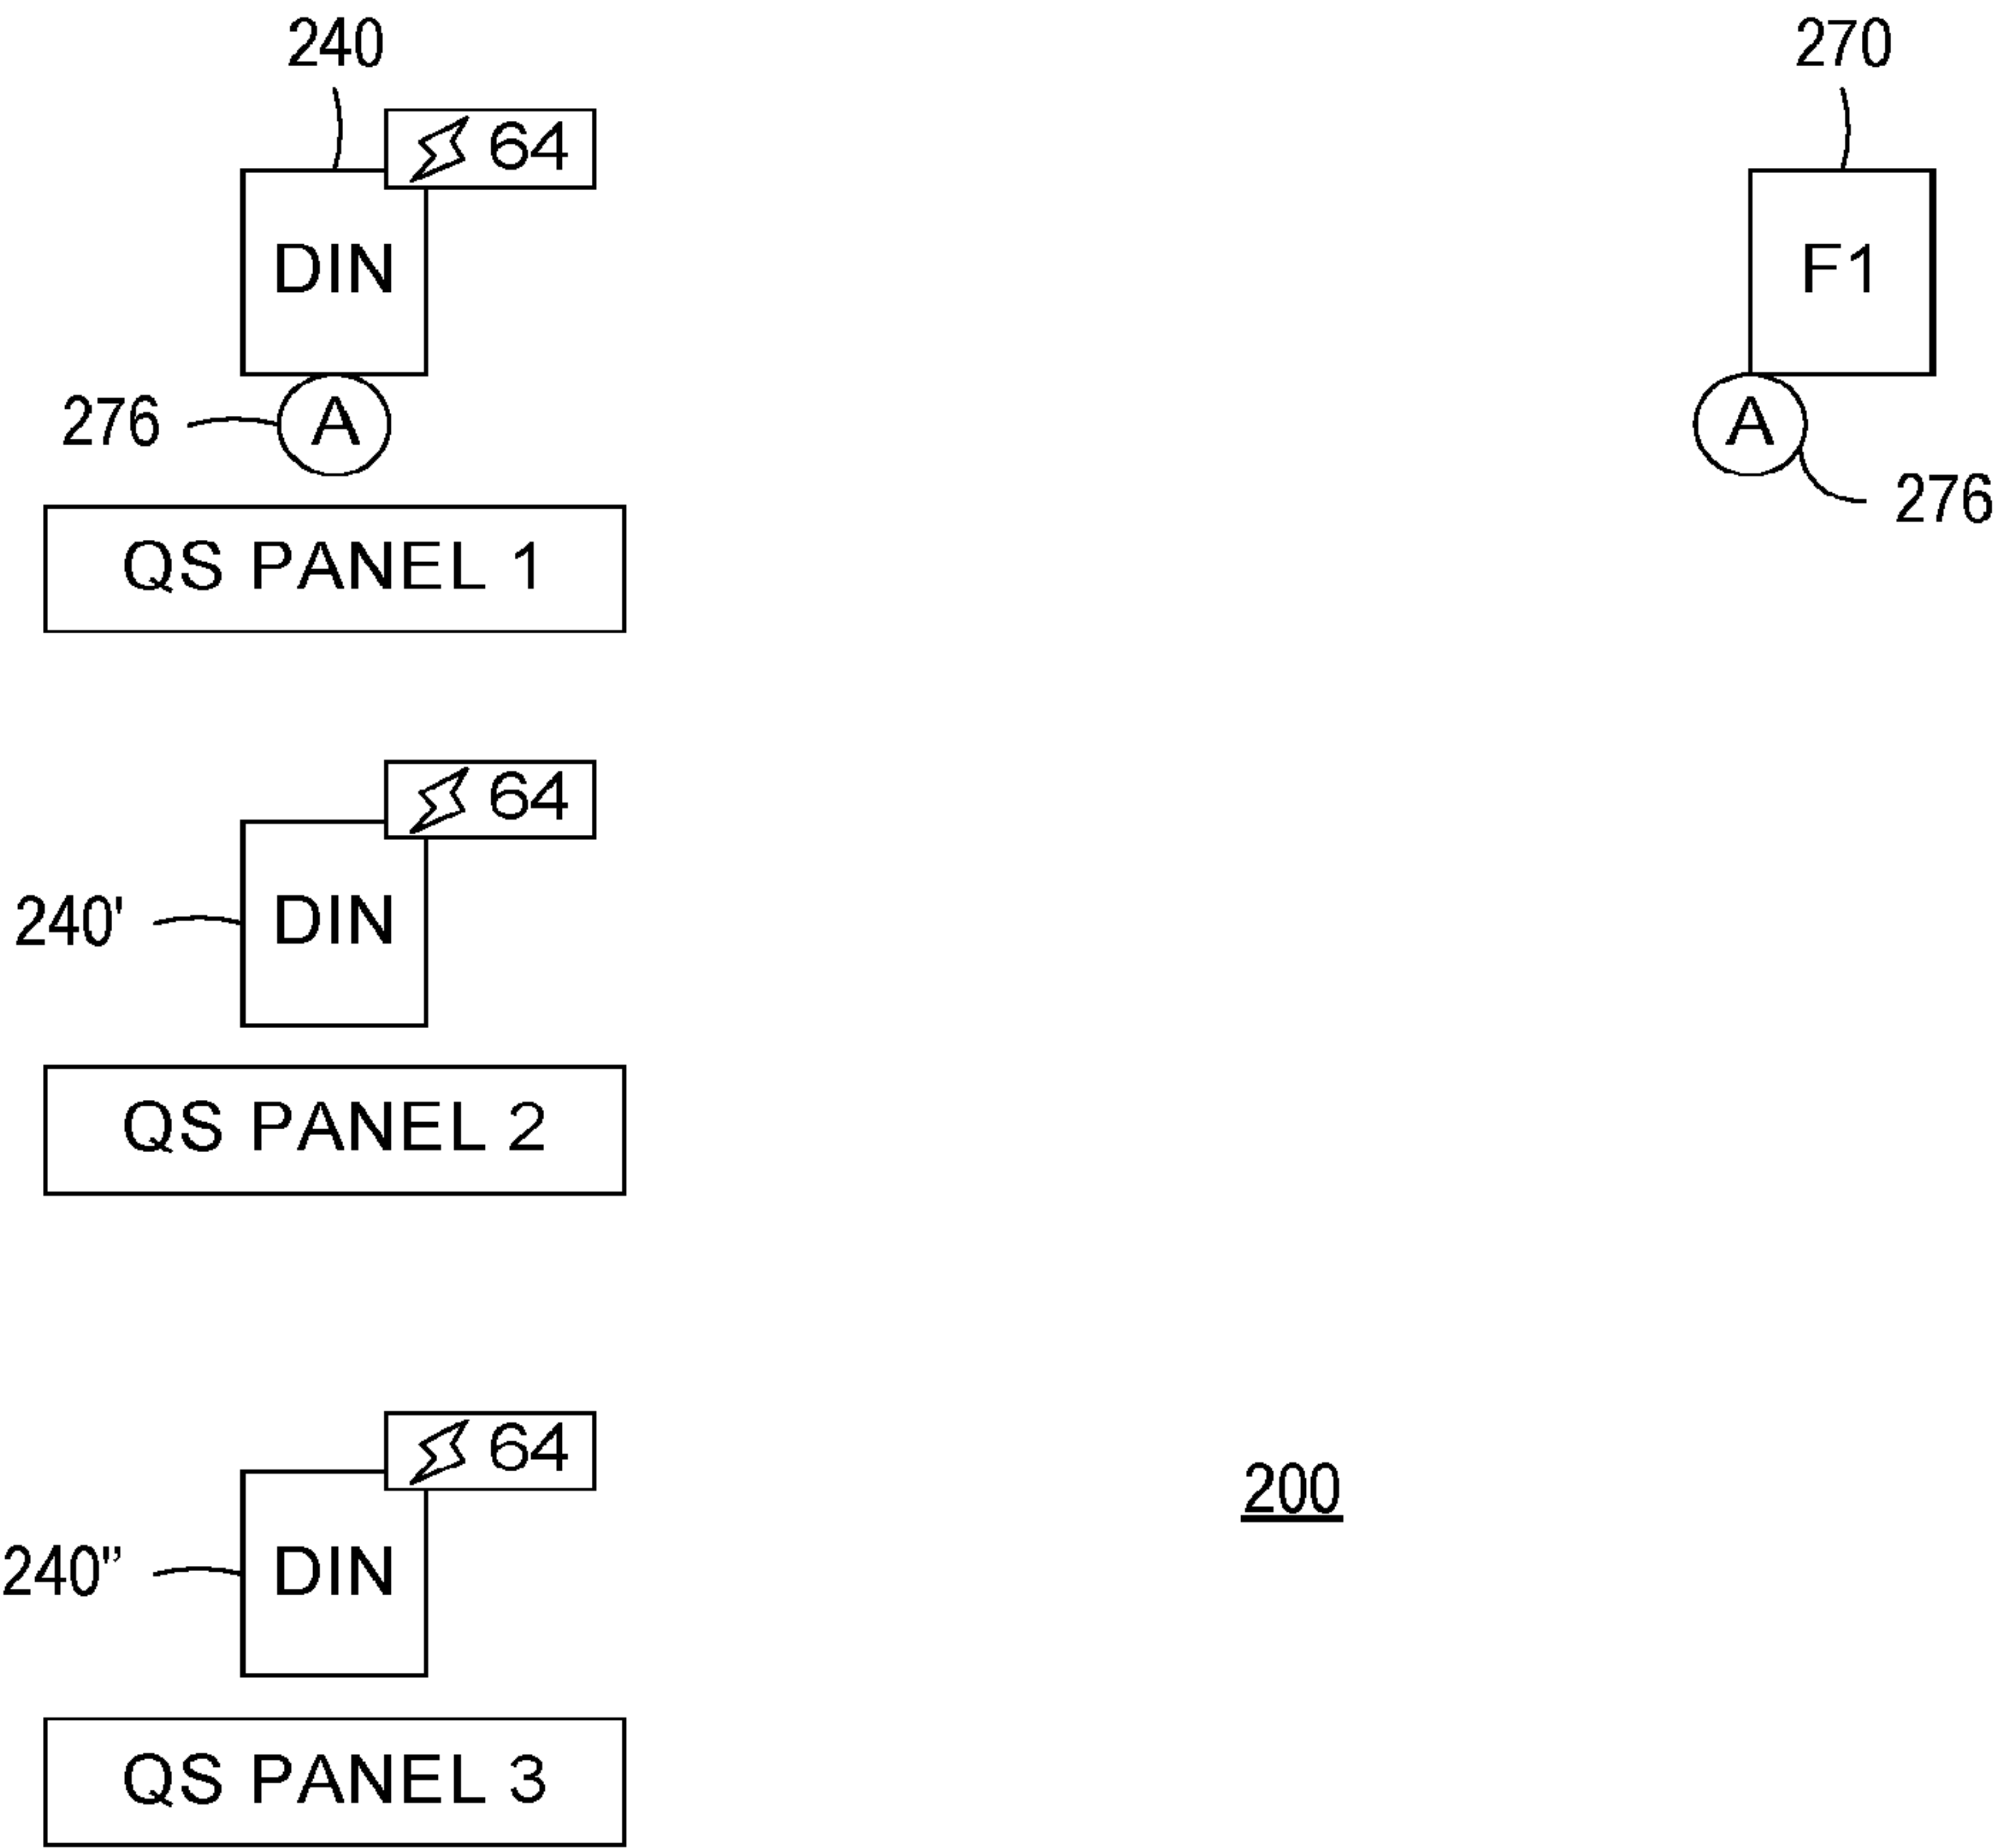 240
270
64
DIN
F1
276
A
A
276
QS PANEL 1
64
240'
DIN
QS PANEL 2
64
200
240"
DIN
QS PANEL 3